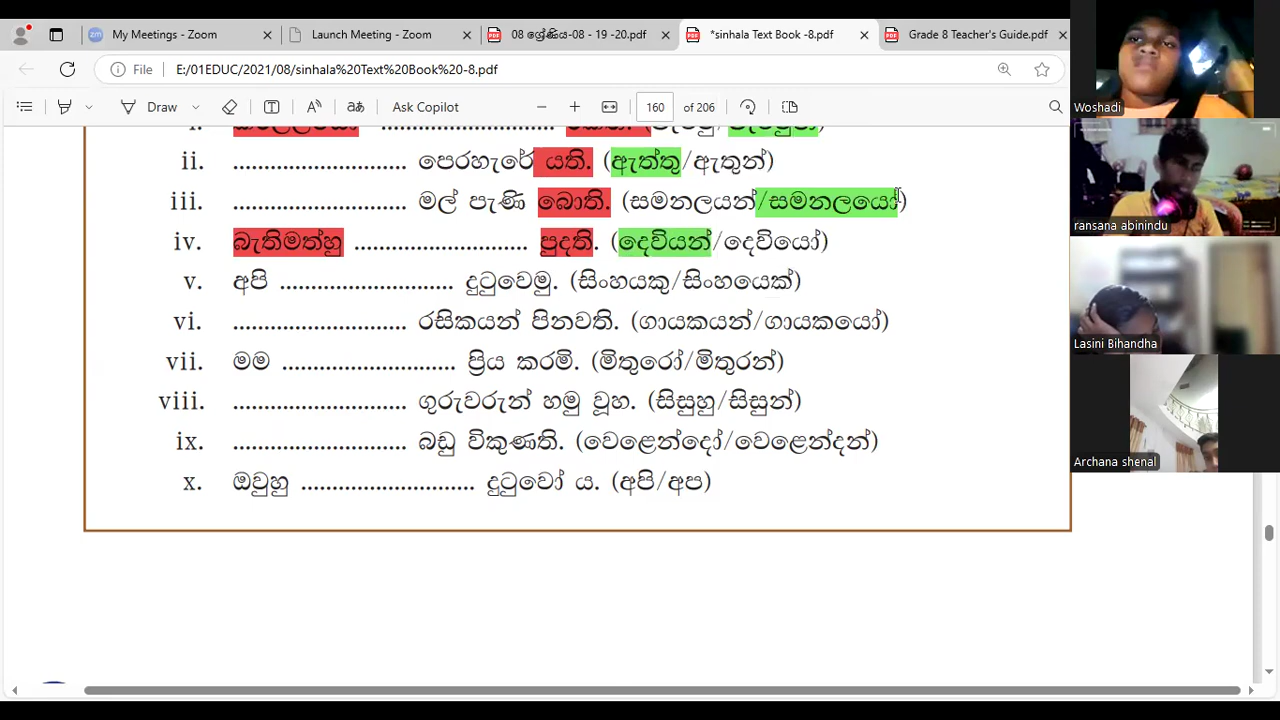 My Meetings - Zoom
Launch Meeting - Zoom
08 ශ්‍රේණිය-08 - 19 -20.pdf
*sinhala Text Book -8.pdf
Grade 8 Teacher's Guide.pdf
File E:/01EDUC/2021/08/sinhala%20Text%20Book%20-8.pdf
Draw Ask Copilot 160 of 206
ii. ............................ පෙරහැරේ යති. (ඇත්තු/ඇතුන්)
iii. ............................ මල් පැණි බොති. (සමනලයන්/සමනලයෝ)
iv. බැතිමත්හු ............................ පුදති. (දෙවියන්/දෙවියෝ)
v. අපි ............................ දුටුවෙමු. (සිංහයකු/සිංහයෙක්)
vi. ............................ රසිකයන් පිනවති. (ගායකයන්/ගායකයෝ)
vii. මම ............................ ප්‍රිය කරමි. (මිතුරෝ/මිතුරන්)
viii. ............................ ගුරුවරුන් හමු වූහ. (සිසුහු/සිසුන්)
ix. ............................ බඩු විකුණති. (වෙළෙන්දෝ/වෙළෙන්දන්)
x. ඔවුහු ............................ දුටුවෝ ය. (අපි/අප)
Woshadi
ransana abinindu
Lasini Bihandha
Archana shenal